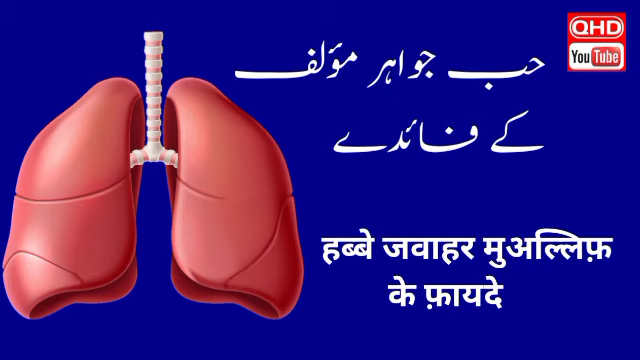 QHD
YouTube
حب جواہر مؤلف
کے فائدے
हब्बे जवाहर मुअल्लिफ़
के फ़ायदे